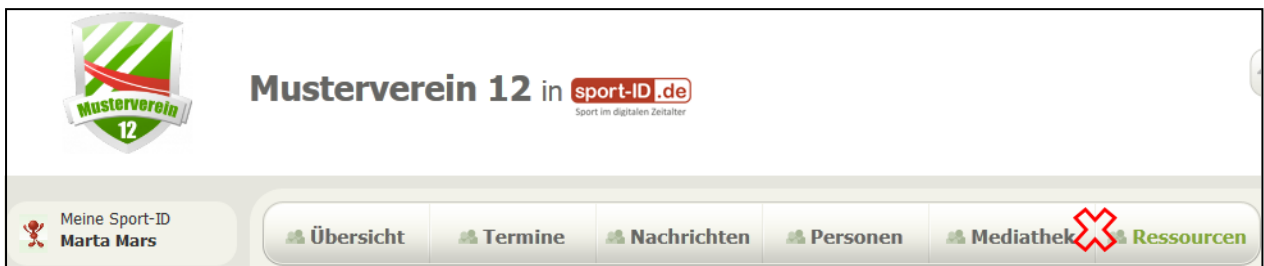 Musterverein
12
Musterverein 12 in sport-ID.de
Sport im digitalen Zeitalter
Meine Sport-ID
Marta Mars
Übersicht Termine Nachrichten Personen Mediathek Ressourcen